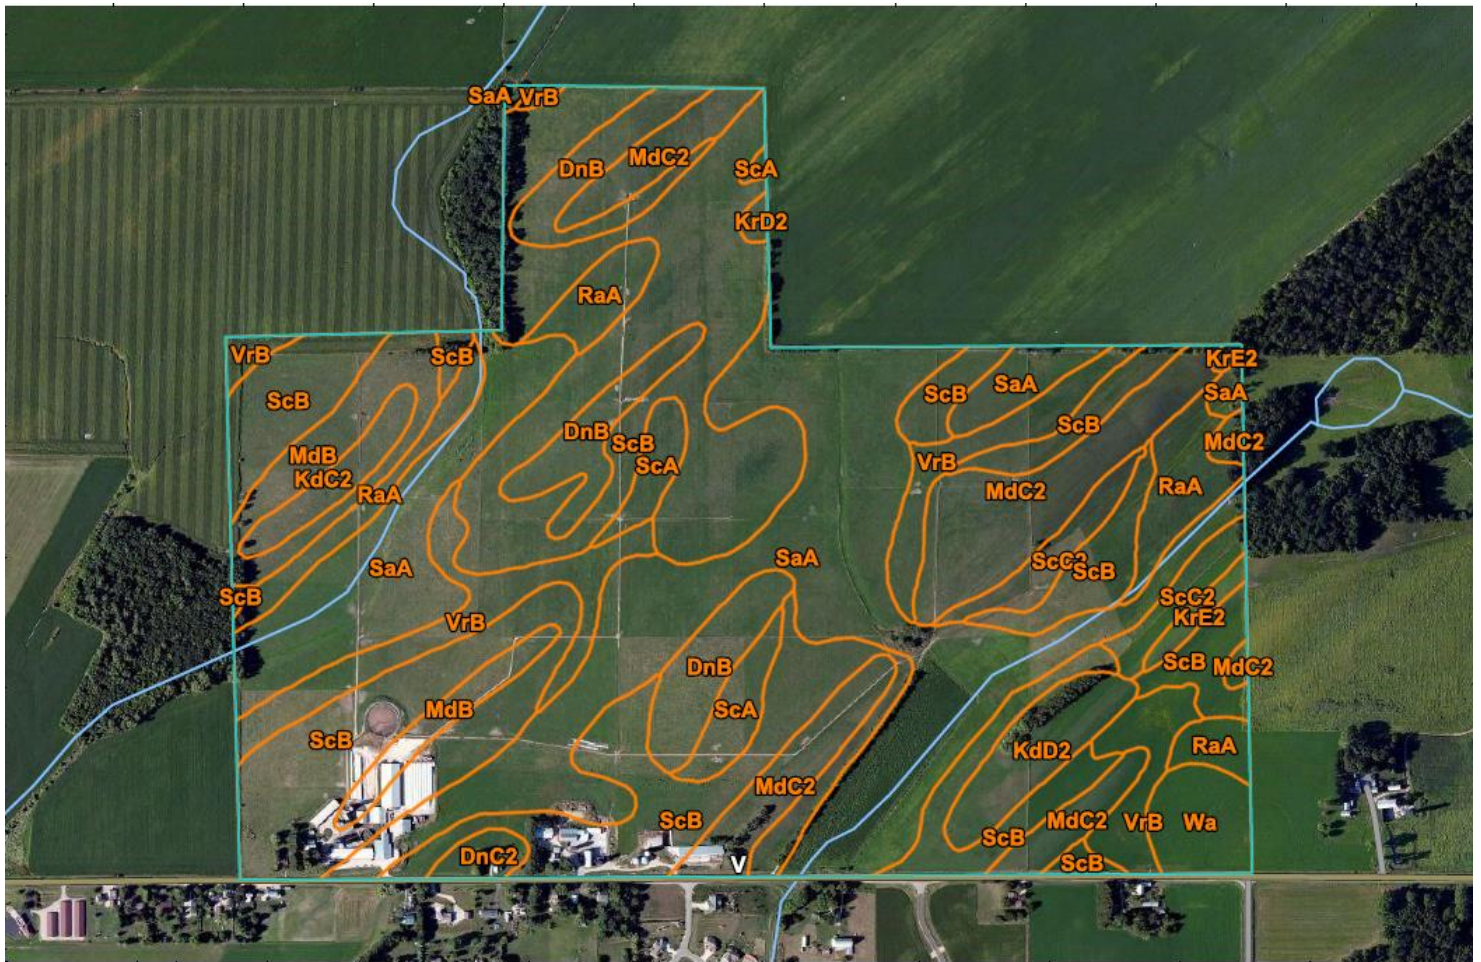 SaA VrB
DnB MdC2
ScA
KrD2
RaA
VrB ScB
KrE2
ScB SaA
SaA
ScB
DnB
ScB
ScB
MdC2
MdB
VrB
ScA
KdC2
MdC2
RaA
RaA
SaA
ScC2
SaA
ScB
ScB
ScC2
KrE2
VrB
DnB
ScB MdC2
MdB
ScA
ScB
RaA
KdD2
MdC2
ScB
MdC2 VrB Wa
ScB
DnC2
V
ScB